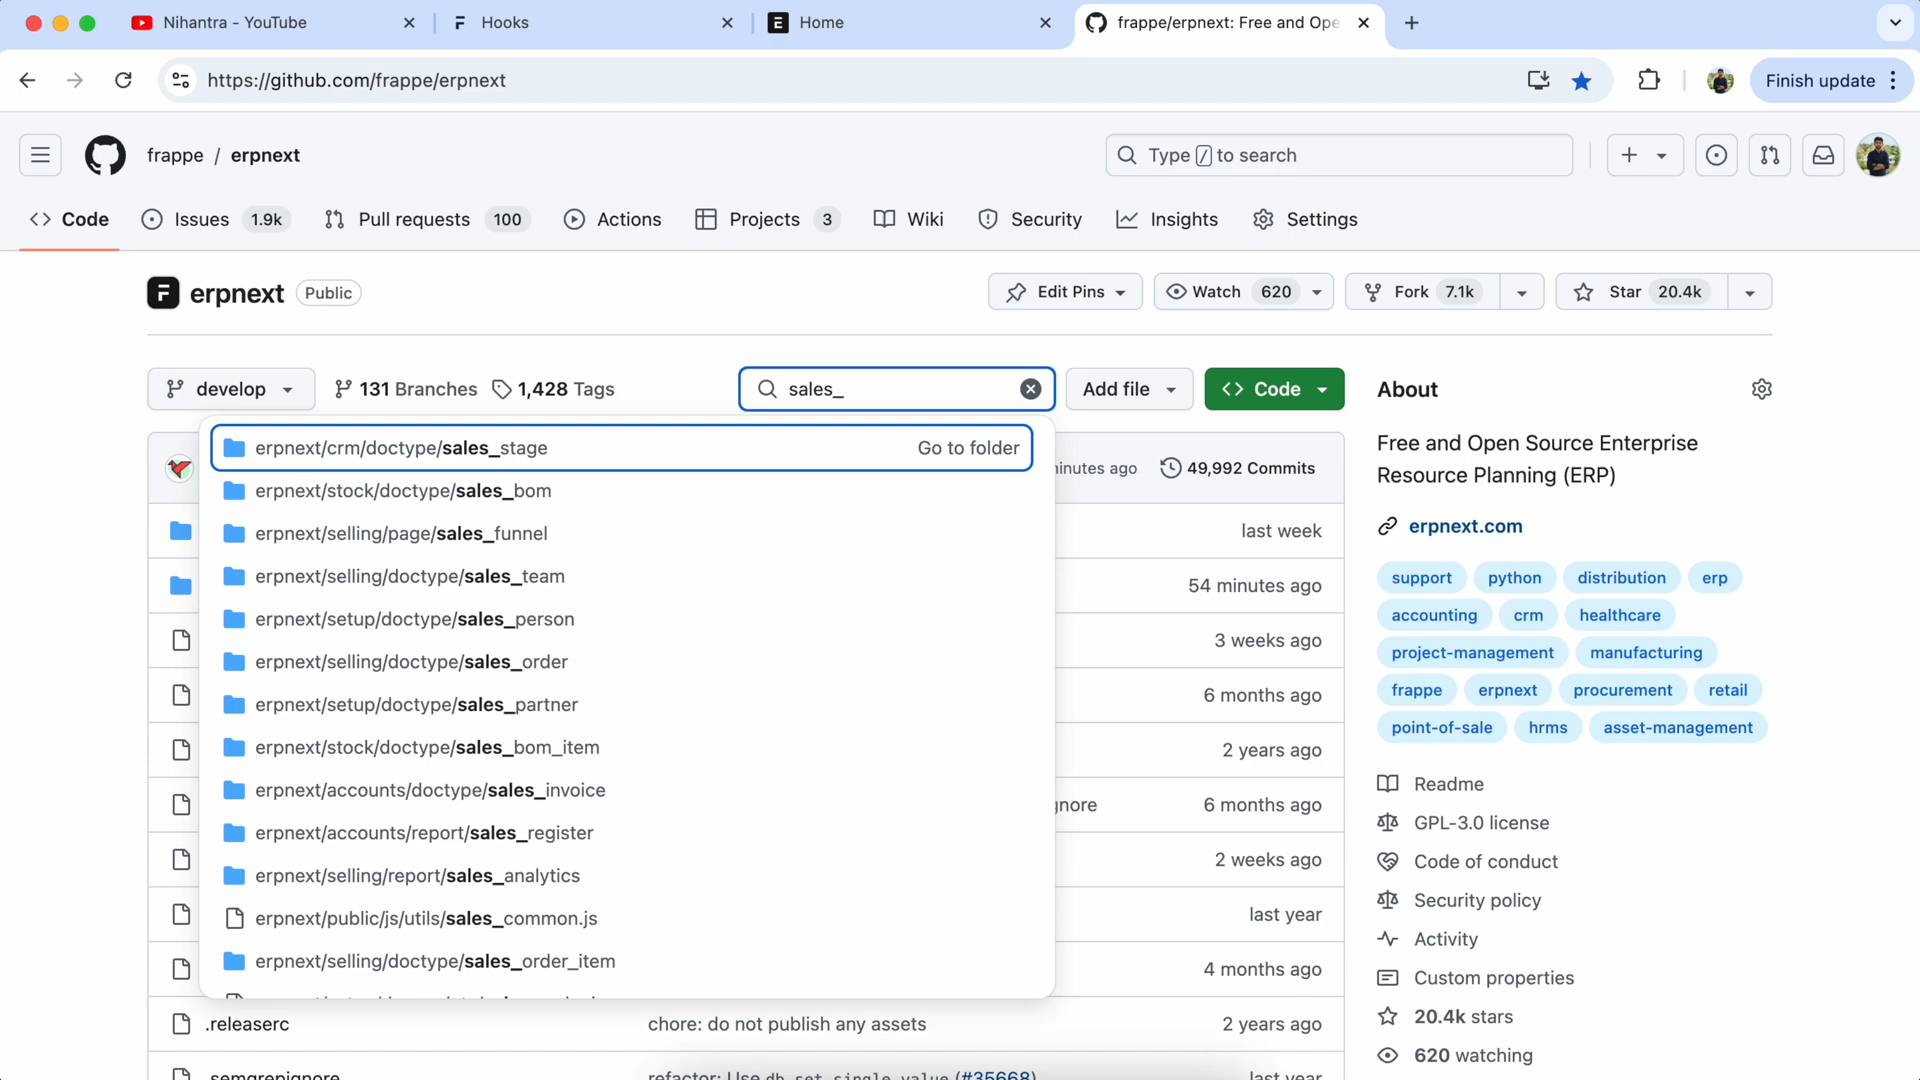 Nihantra - YouTube
Hooks
Home
frappe/erpnext: Free and Ope
https://github.com/frappe/erpnext
Finish update
frappe / erpnext
Type / to search
Code
Issues 1.9k
Pull requests 100
Actions
Projects 3
Wiki
Security
Insights
Settings
erpnext Public
Edit Pins
Watch 620
Fork 7.1k
Star 20.4k
develop
131 Branches
1,428 Tags
sales_
Add file
Code
erpnext/crm/doctype/sales_stage Go to folder
erpnext/stock/doctype/sales_bom
erpnext/selling/page/sales_funnel
erpnext/selling/doctype/sales_team
erpnext/setup/doctype/sales_person
erpnext/selling/doctype/sales_order
erpnext/setup/doctype/sales_partner
erpnext/stock/doctype/sales_bom_item
erpnext/accounts/doctype/sales_invoice
erpnext/accounts/report/sales_register
erpnext/selling/report/sales_analytics
erpnext/public/js/utils/sales_common.js
erpnext/selling/doctype/sales_order_item
inutes ago
49,992 Commits
last week
54 minutes ago
3 weeks ago
6 months ago
2 years ago
gnore 6 months ago
2 weeks ago
last year
4 months ago
.releaserc chore: do not publish any assets 2 years ago
.semgrepignore refactor: Use db.set_single_value (#35668) last year
About
Free and Open Source Enterprise
Resource Planning (ERP)
erpnext.com
support python distribution erp
accounting crm healthcare
project-management manufacturing
frappe erpnext procurement retail
point-of-sale hrms asset-management
Readme
GPL-3.0 license
Code of conduct
Security policy
Activity
Custom properties
20.4k stars
620 watching